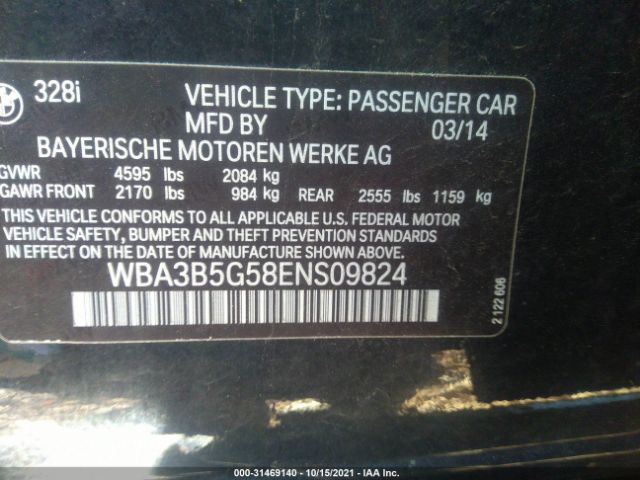 328i
VEHICLE TYPE: PASSENGER CAR
MFD BY 03/14
BAYERISCHE MOTOREN WERKE AG
GVWR 4595 lbs 2084 kg
GAWR FRONT 2170 lbs 984 kg REAR 2555 lbs 1159 kg
THIS VEHICLE CONFORMS TO ALL APPLICABLE U.S. FEDERAL MOTOR
VEHICLE SAFETY, BUMPER AND THEFT PREVENTION STANDARDS
IN EFFECT ON THE DATE OF MANUFACTURE SHOWN ABOVE.
WBA3B5G58ENS09824
2 122 606
000-31469140 - 10/15/2021 - IAAI.COM